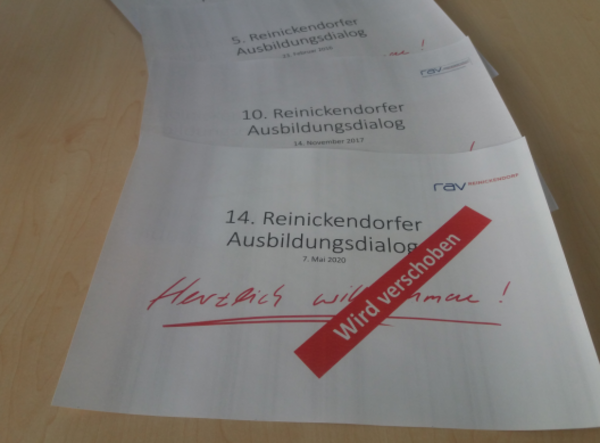 5. Reinickendorfer
Ausbildungsdialog
rav
10. Reinickendorfer
Ausbildungsdialog
14. November 2017
rav REINICKENDORF
14. Reinickendorfer
Ausbildungsdialog
7. Mai 2020
Herzlich willkommen!
Wird verschoben